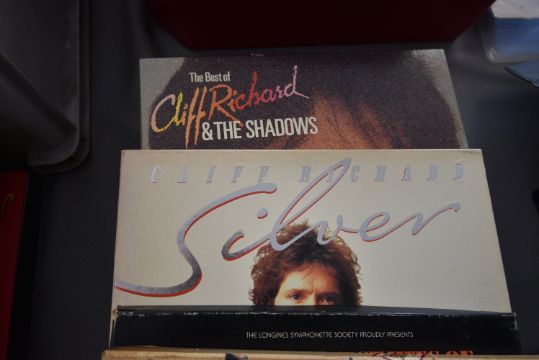 The Best of
Cliff Richard
& THE SHADOWS
CLIFF RICHARD
Silver
THE LONGINES SYMPHONETTE SOCIETY PROUDLY PRESENTS